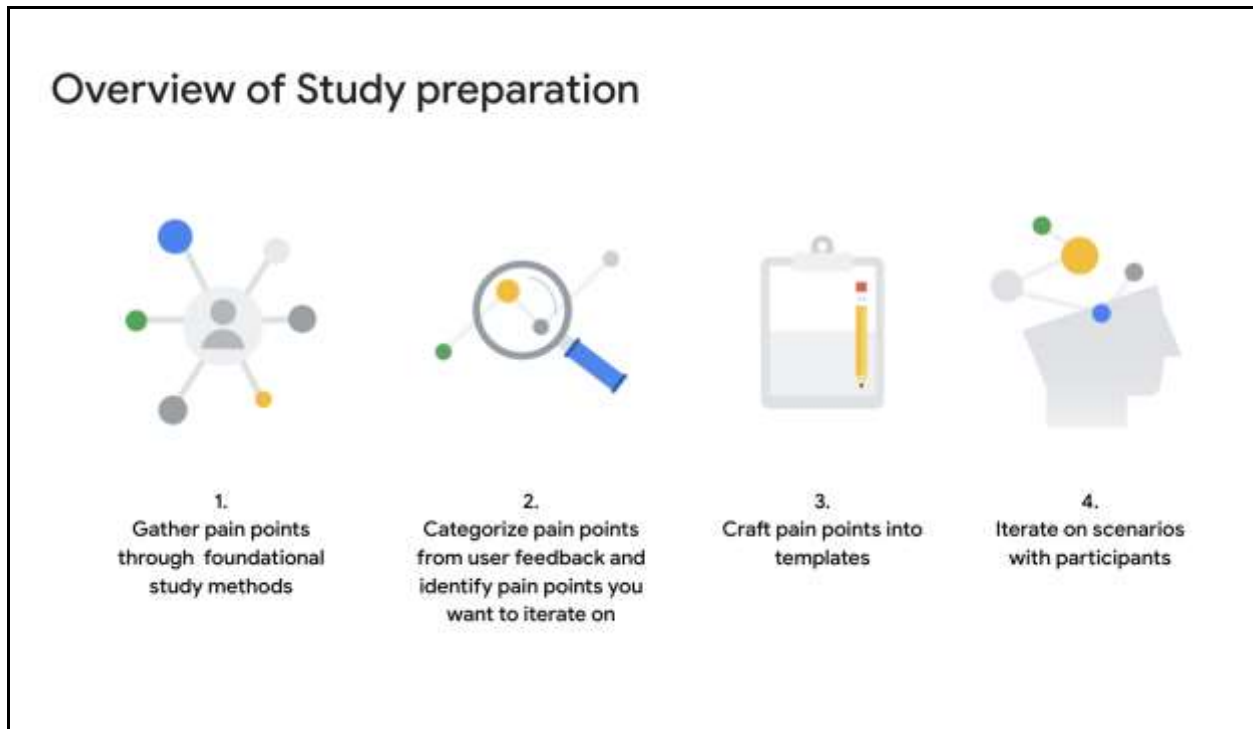 Overview of Study preparation
1.
Gather pain points
through foundational
study methods
2.
Categorize pain points
from user feedback and
identify pain points you
want to iterate on
3.
Craft pain points into
templates
4.
Iterate on scenarios
with participants